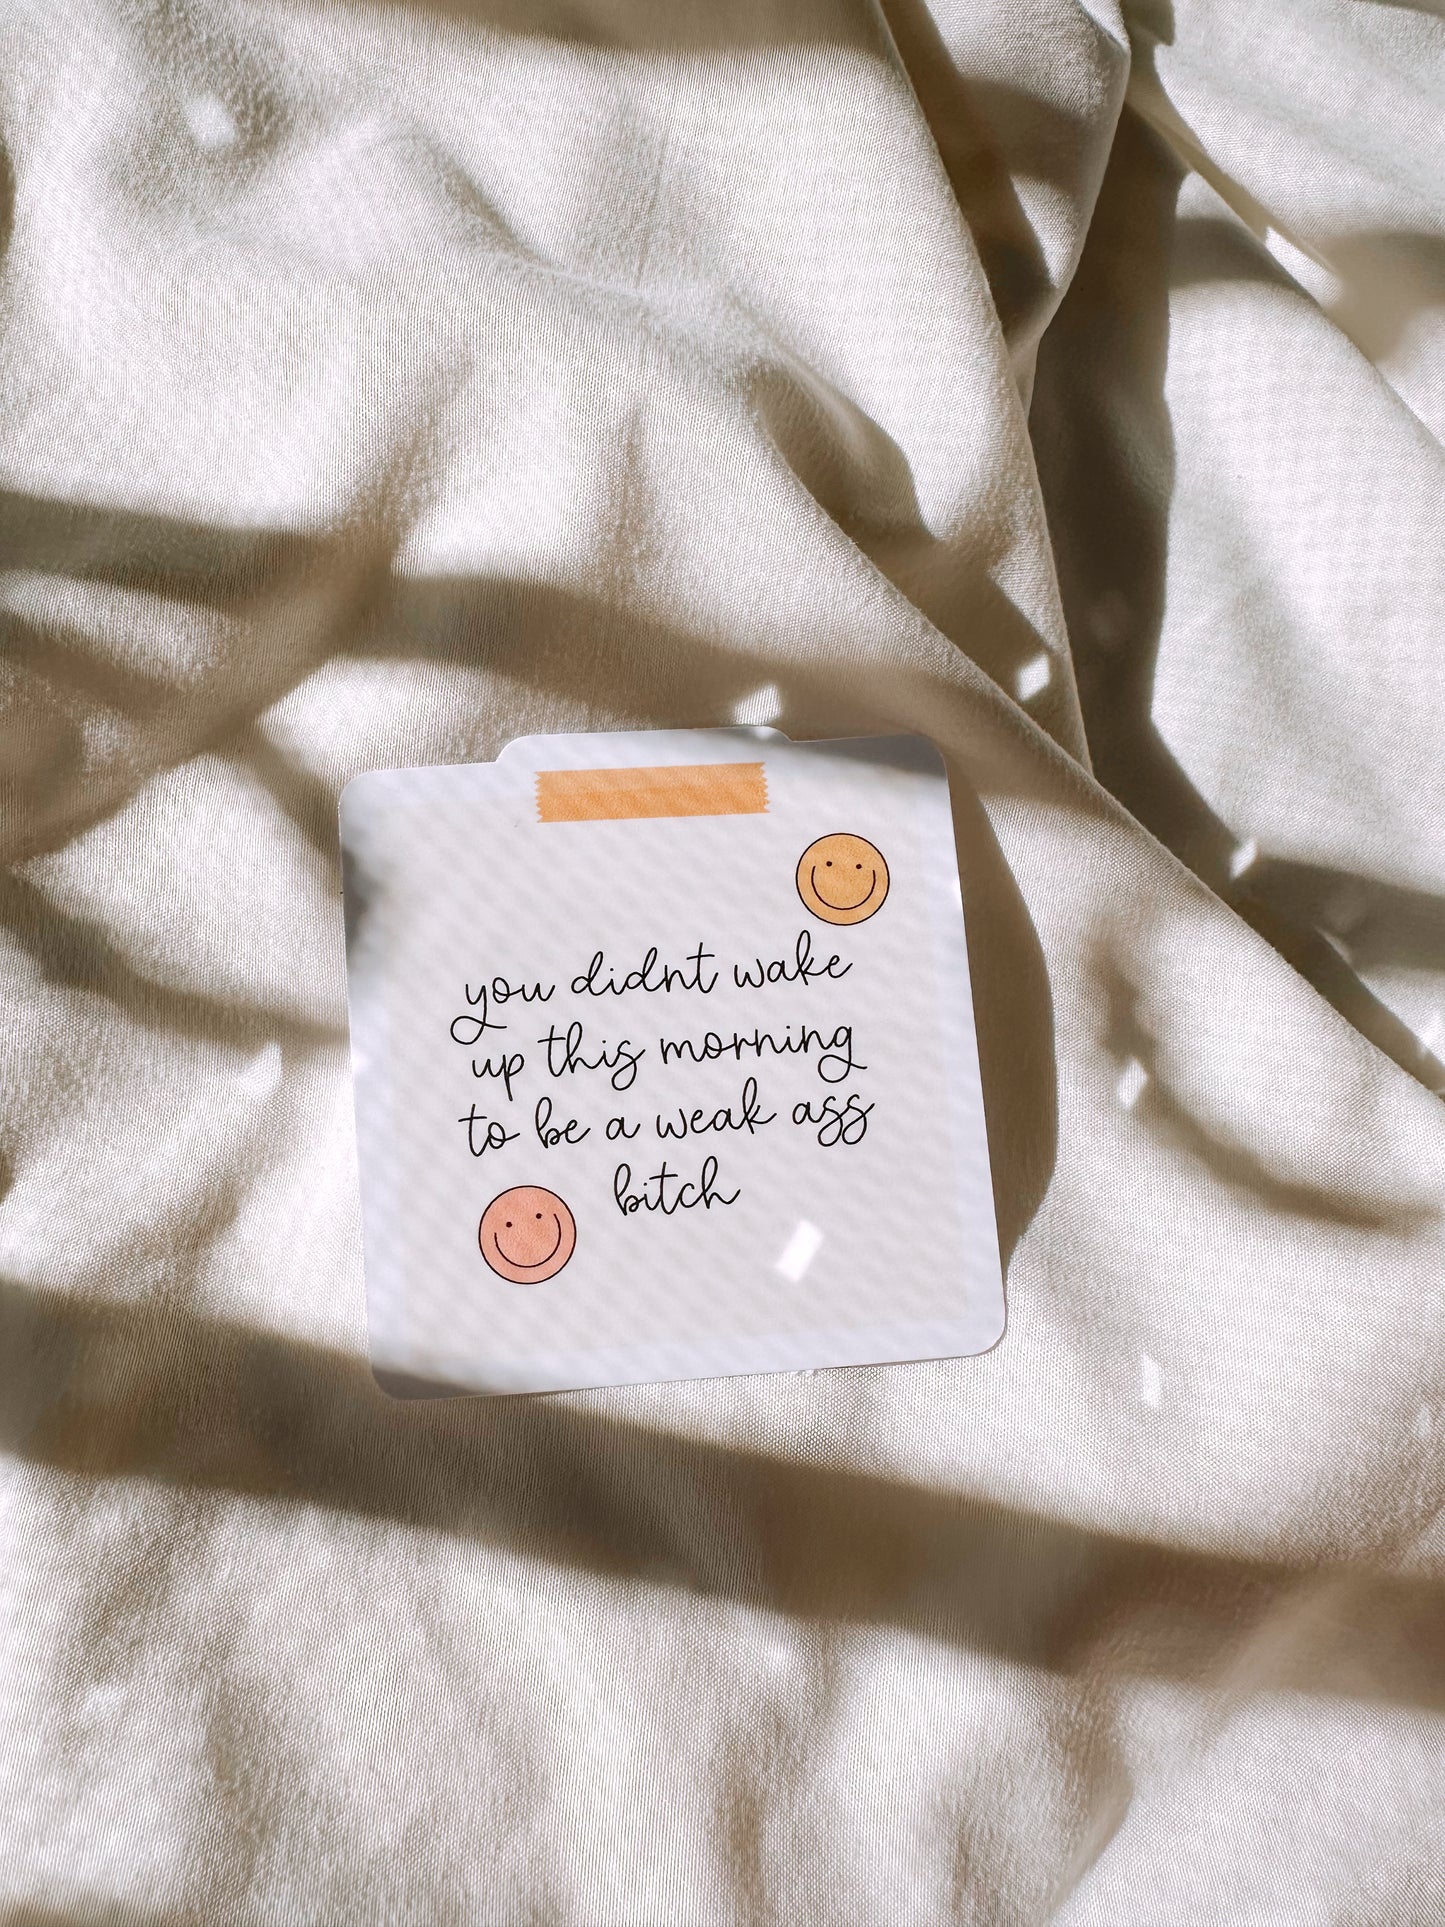 you didnt wake
up this morning
to be a weak ass
bitch